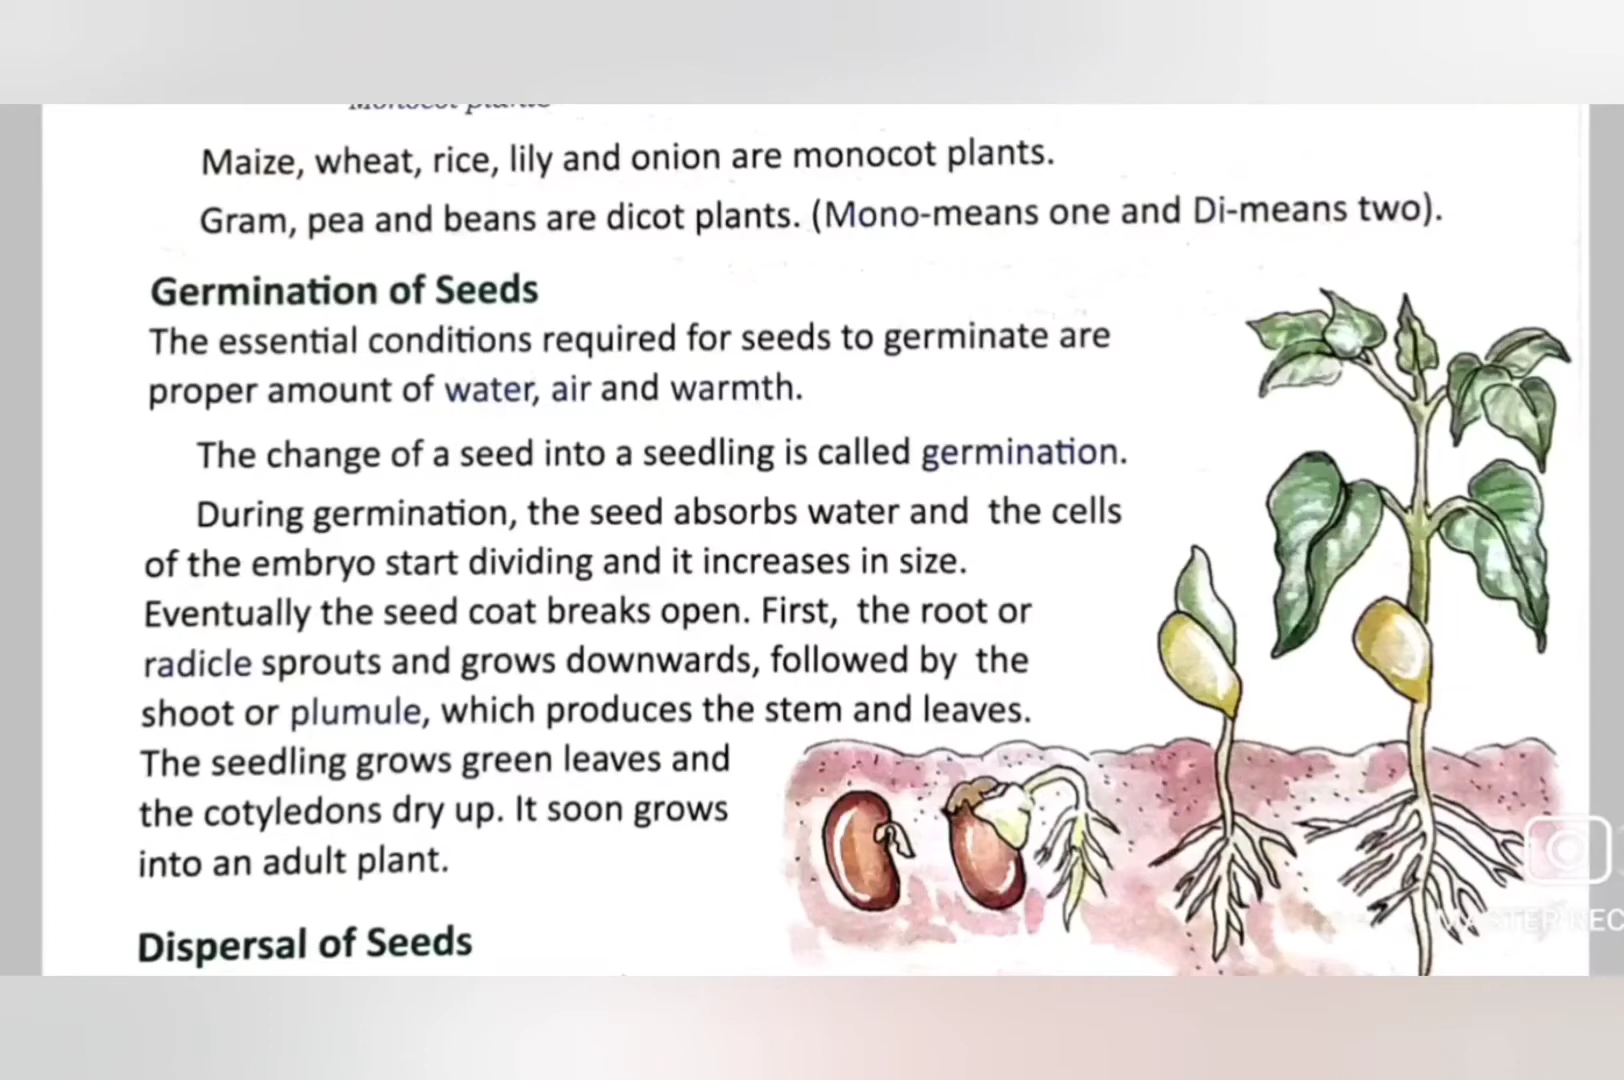 Monocot plants
Maize, wheat, rice, lily and onion are monocot plants.
Gram, pea and beans are dicot plants. (Mono-means one and Di-means two).
Germination of Seeds
The essential conditions required for seeds to germinate are
proper amount of water, air and warmth.
The change of a seed into a seedling is called germination.
During germination, the seed absorbs water and the cells
of the embryo start dividing and it increases in size.
Eventually the seed coat breaks open. First, the root or
radicle sprouts and grows downwards, followed by the
shoot or plumule, which produces the stem and leaves.
The seedling grows green leaves and
the cotyledons dry up. It soon grows
into an adult plant.
Dispersal of Seeds